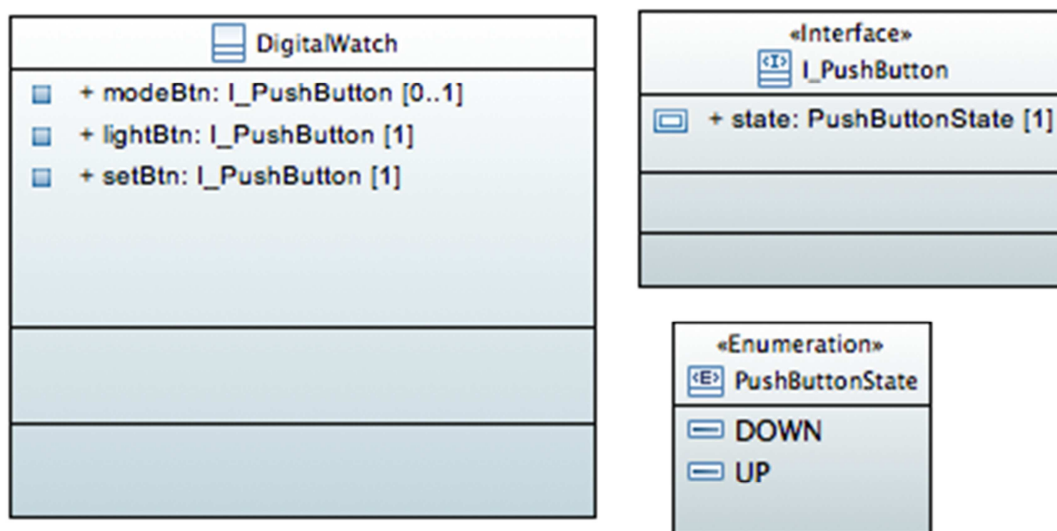 DigitalWatch
+ modeBtn: I_PushButton [0..1]
+ lightBtn: I_PushButton [1]
+ setBtn: I_PushButton [1]
«Interface»
<I> I_PushButton
+ state: PushButtonState [1]
«Enumeration»
<E> PushButtonState
DOWN
UP